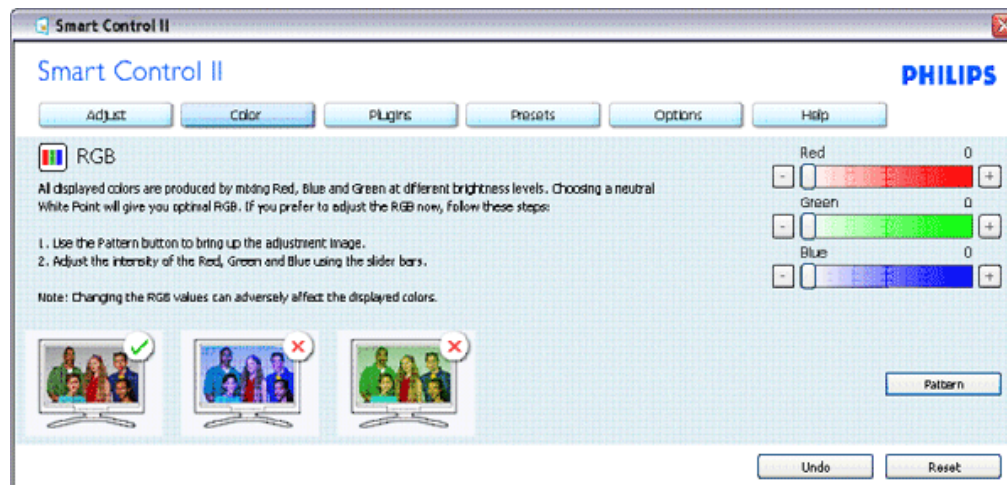 Smart Control II
Smart Control II
PHILIPS
Adjust Color Plugins Presets Options Help
RGB
All displayed colors are produced by mixing Red, Blue and Green at different brightness levels. Choosing a neutral
White Point will give you optimal RGB. If you prefer to adjust the RGB now, follow these steps:
1. Use the Pattern button to bring up the adjustment image.
2. Adjust the intensity of the Red, Green and Blue using the slider bars.
Note: Changing the RGB values can adversely affect the displayed colors.
Red 0
- +
Green 0
- +
Blue 0
- +
Pattern
Undo Reset